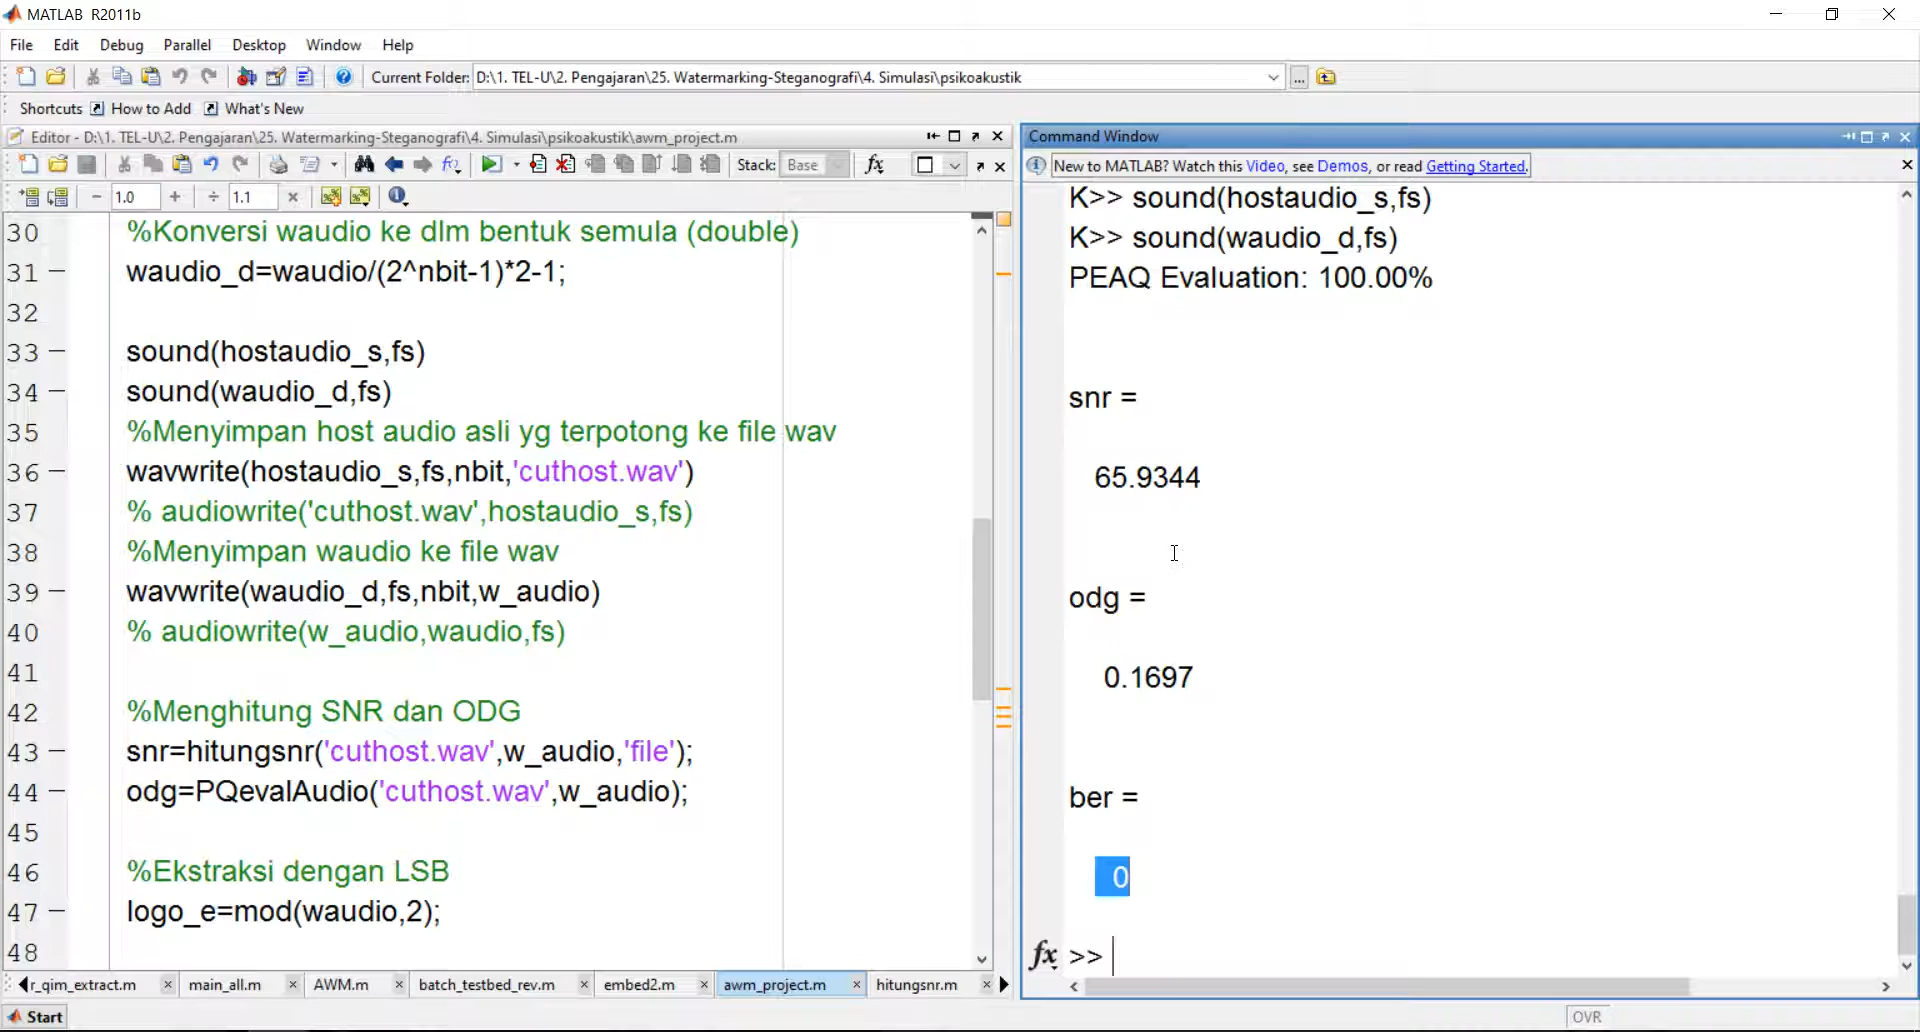 MATLAB R2011b
File Edit Debug Parallel Desktop Window Help
Current Folder: D:\1. TEL-U\2. Pengajaran\25. Watermarking-Steganografi\4. Simulasi\psikoakustik
Shortcuts How to Add What's New
Editor - D:\1. TEL-U\2. Pengajaran\25. Watermarking-Steganografi\4. Simulasi\psikoakustik\awm_project.m
Stack: Base fx
− 1.0 + ÷ 1.1 ×
30 %Konversi waudio ke dlm bentuk semula (double)
31 – waudio_d=waudio/(2^nbit-1)*2-1;
32
33 – sound(hostaudio_s,fs)
34 – sound(waudio_d,fs)
35 %Menyimpan host audio asli yg terpotong ke file wav
36 – wavwrite(hostaudio_s,fs,nbit,'cuthost.wav')
37 % audiowrite('cuthost.wav',hostaudio_s,fs)
38 %Menyimpan waudio ke file wav
39 – wavwrite(waudio_d,fs,nbit,w_audio)
40 % audiowrite(w_audio,waudio,fs)
41
42 %Menghitung SNR dan ODG
43 – snr=hitungsnr('cuthost.wav',w_audio,'file');
44 – odg=PQevalAudio('cuthost.wav',w_audio);
45
46 %Ekstraksi dengan LSB
47 – logo_e=mod(waudio,2);
48
r_qim_extract.m main_all.m AWM.m batch_testbed_rev.m embed2.m awm_project.m hitungsnr.m
Command Window
New to MATLAB? Watch this Video, see Demos, or read Getting Started.
K>> sound(hostaudio_s,fs)
K>> sound(waudio_d,fs)
PEAQ Evaluation: 100.00%
snr =
65.9344
odg =
0.1697
ber =
0
fx >>
Start
OVR